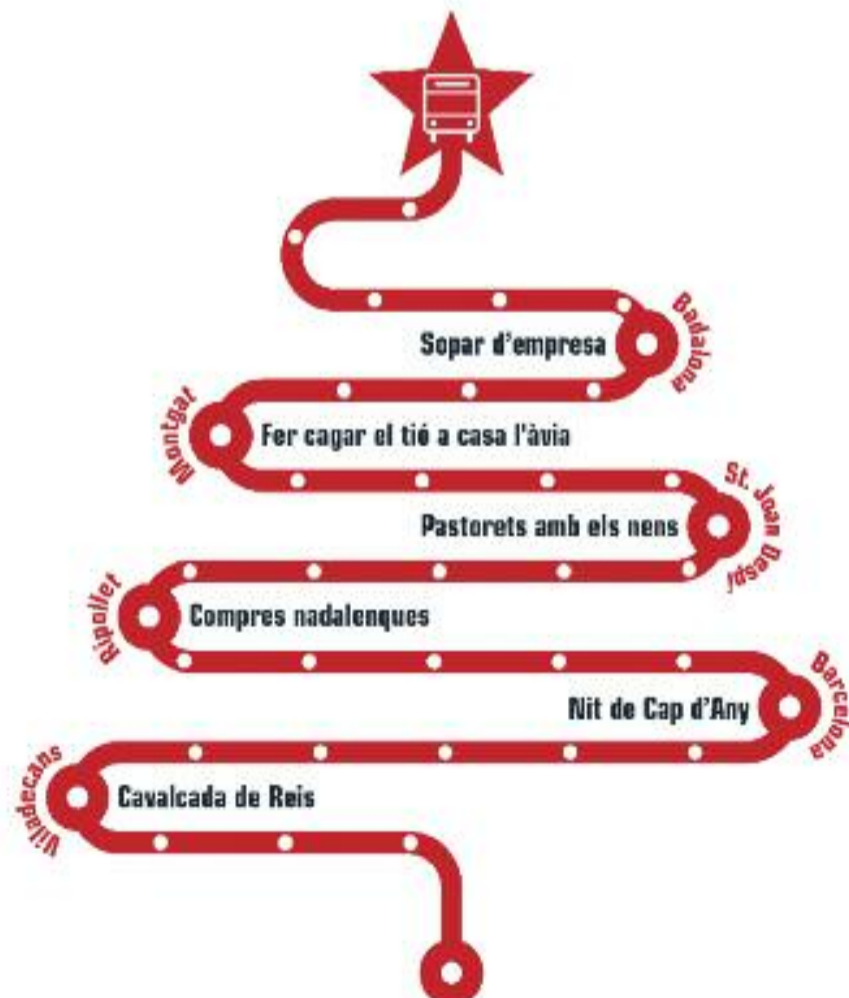 Badalona
Sopar d'empresa
Montgat
Fer cagar el tió a casa l'àvia
St. Joan Despí
Pastorets amb els nens
Ripollet
Compres nadalenques
Barcelona
Nit de Cap d'Any
Viladecans
Cavalcada de Reis